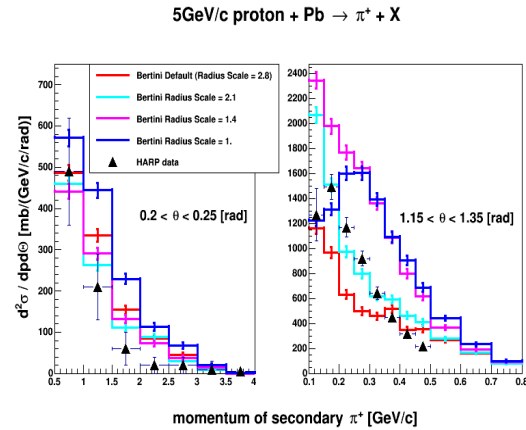 5GeV/c proton + Pb → π⁺ + X
Bertini Default (Radius Scale = 2.8)
Bertini Radius Scale = 2.1
Bertini Radius Scale = 1.4
Bertini Radius Scale = 1.
HARP data
0.2 < θ < 0.25 [rad]
1.15 < θ < 1.35 [rad]
d²σ / dpdΘ [mb/(GeV/c/rad)]
700
600
500
400
300
200
100
0
0.5 1 1.5 2 2.5 3 3.5 4
2400
2200
2000
1800
1600
1400
1200
1000
800
600
400
200
0
0.1 0.2 0.3 0.4 0.5 0.6 0.7 0.8
momentum of secondary π⁺ [GeV/c]